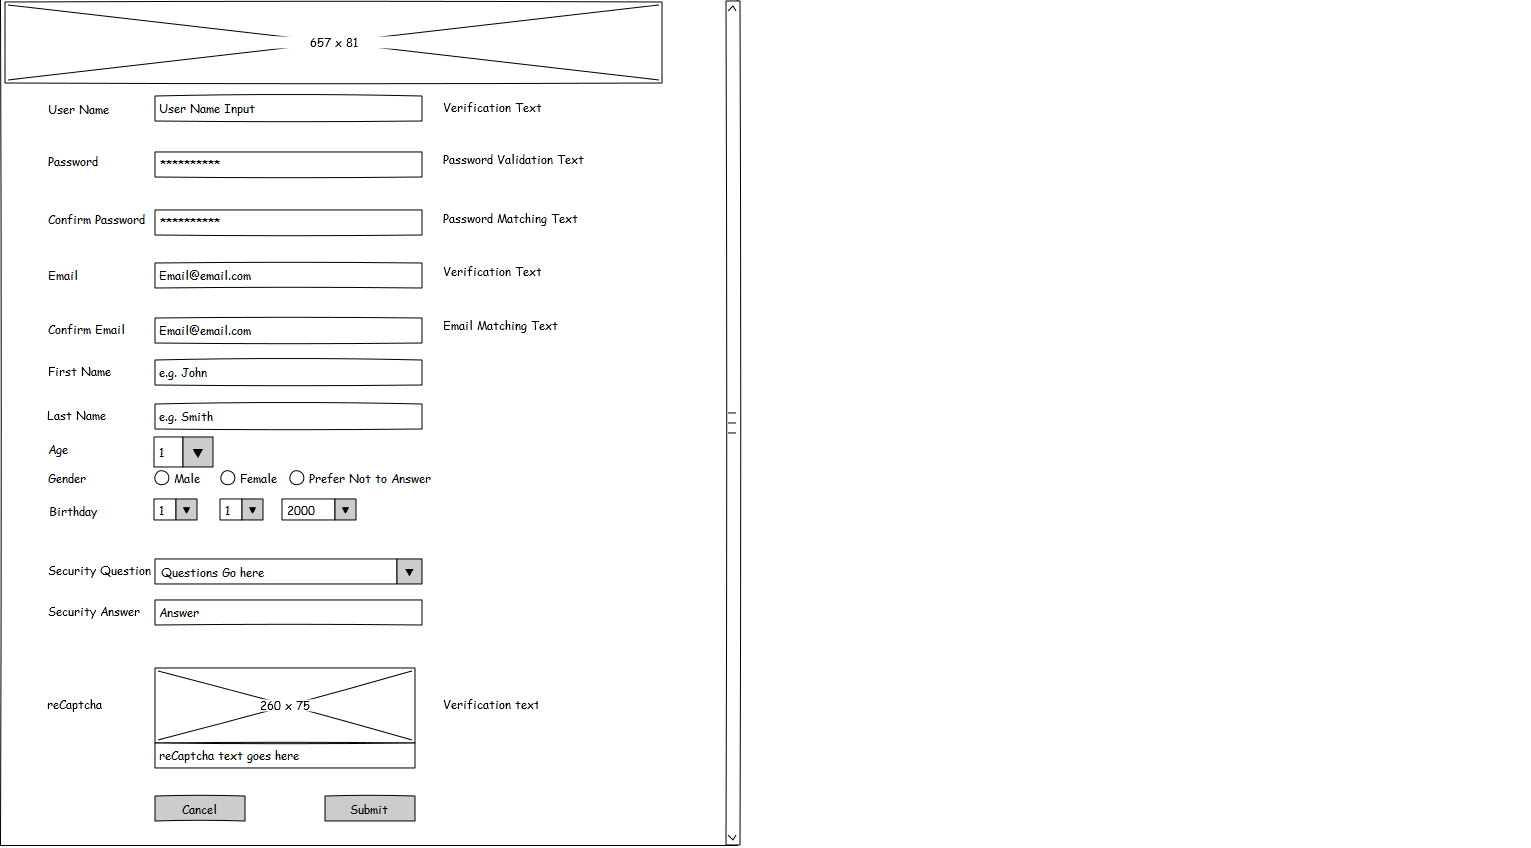 657 x 81
User Name User Name Input Verification Text
Password ********** Password Validation Text
Confirm Password ********** Password Matching Text
Email Email@email.com Verification Text
Confirm Email Email@email.com Email Matching Text
First Name e.g. John
Last Name e.g. Smith
Age 1
Gender Male Female Prefer Not to Answer
Birthday 1 1 2000
Security Question Questions Go here
Security Answer Answer
reCaptcha 260 x 75 Verification text
reCaptcha text goes here
Cancel Submit